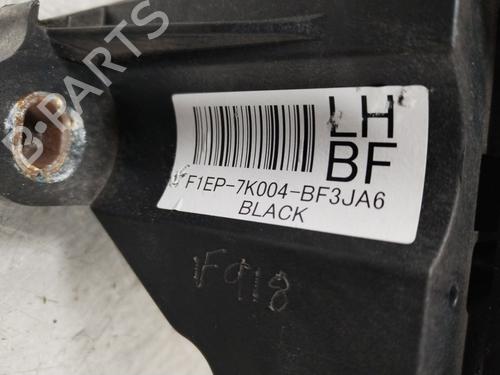 B-PARTS
LH
BF
F1EP-7K004-BF3JA6
BLACK
F918